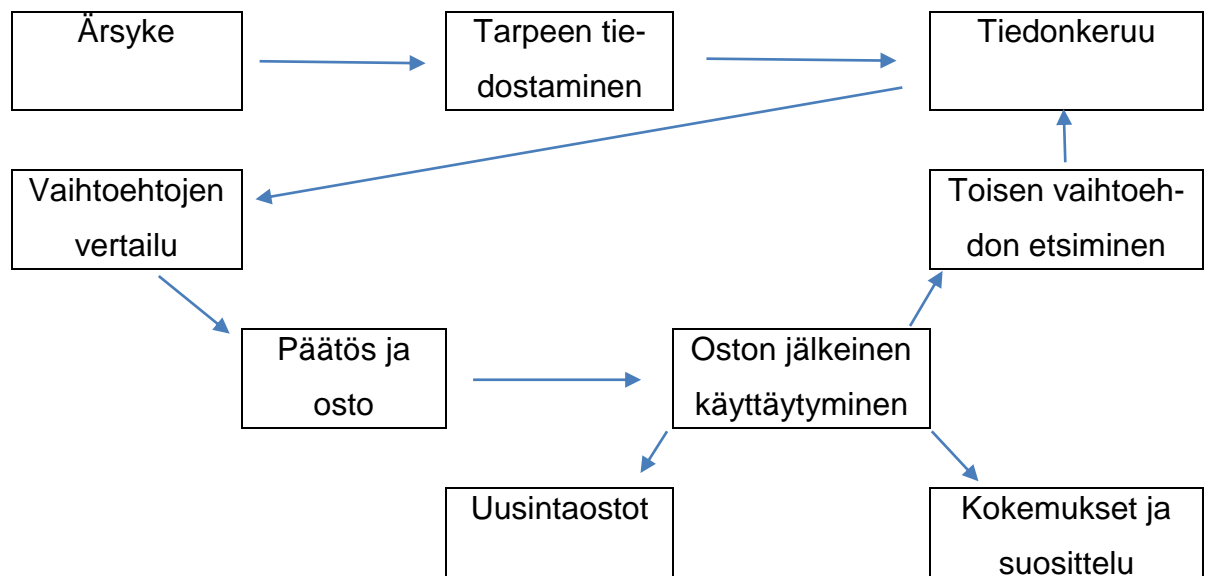 Ärsyke
Tarpeen tie-
dostaminen
Tiedonkeruu
Vaihtoehtojen
vertailu
Toisen vaihtoeh-
don etsiminen
Päätös ja
osto
Oston jälkeinen
käyttäytyminen
Uusintaostot
Kokemukset ja
suosittelu